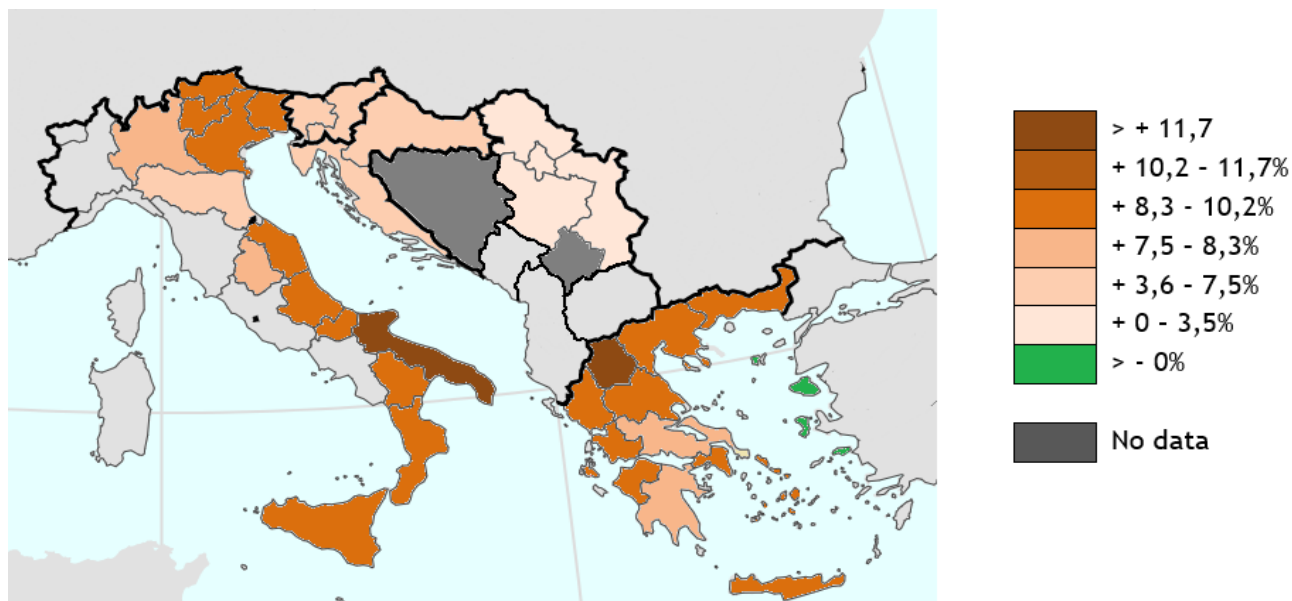 > + 11,7
+ 10,2 - 11,7%
+ 8,3 - 10,2%
+ 7,5 - 8,3%
+ 3,6 - 7,5%
+ 0 - 3,5%
> - 0%
No data